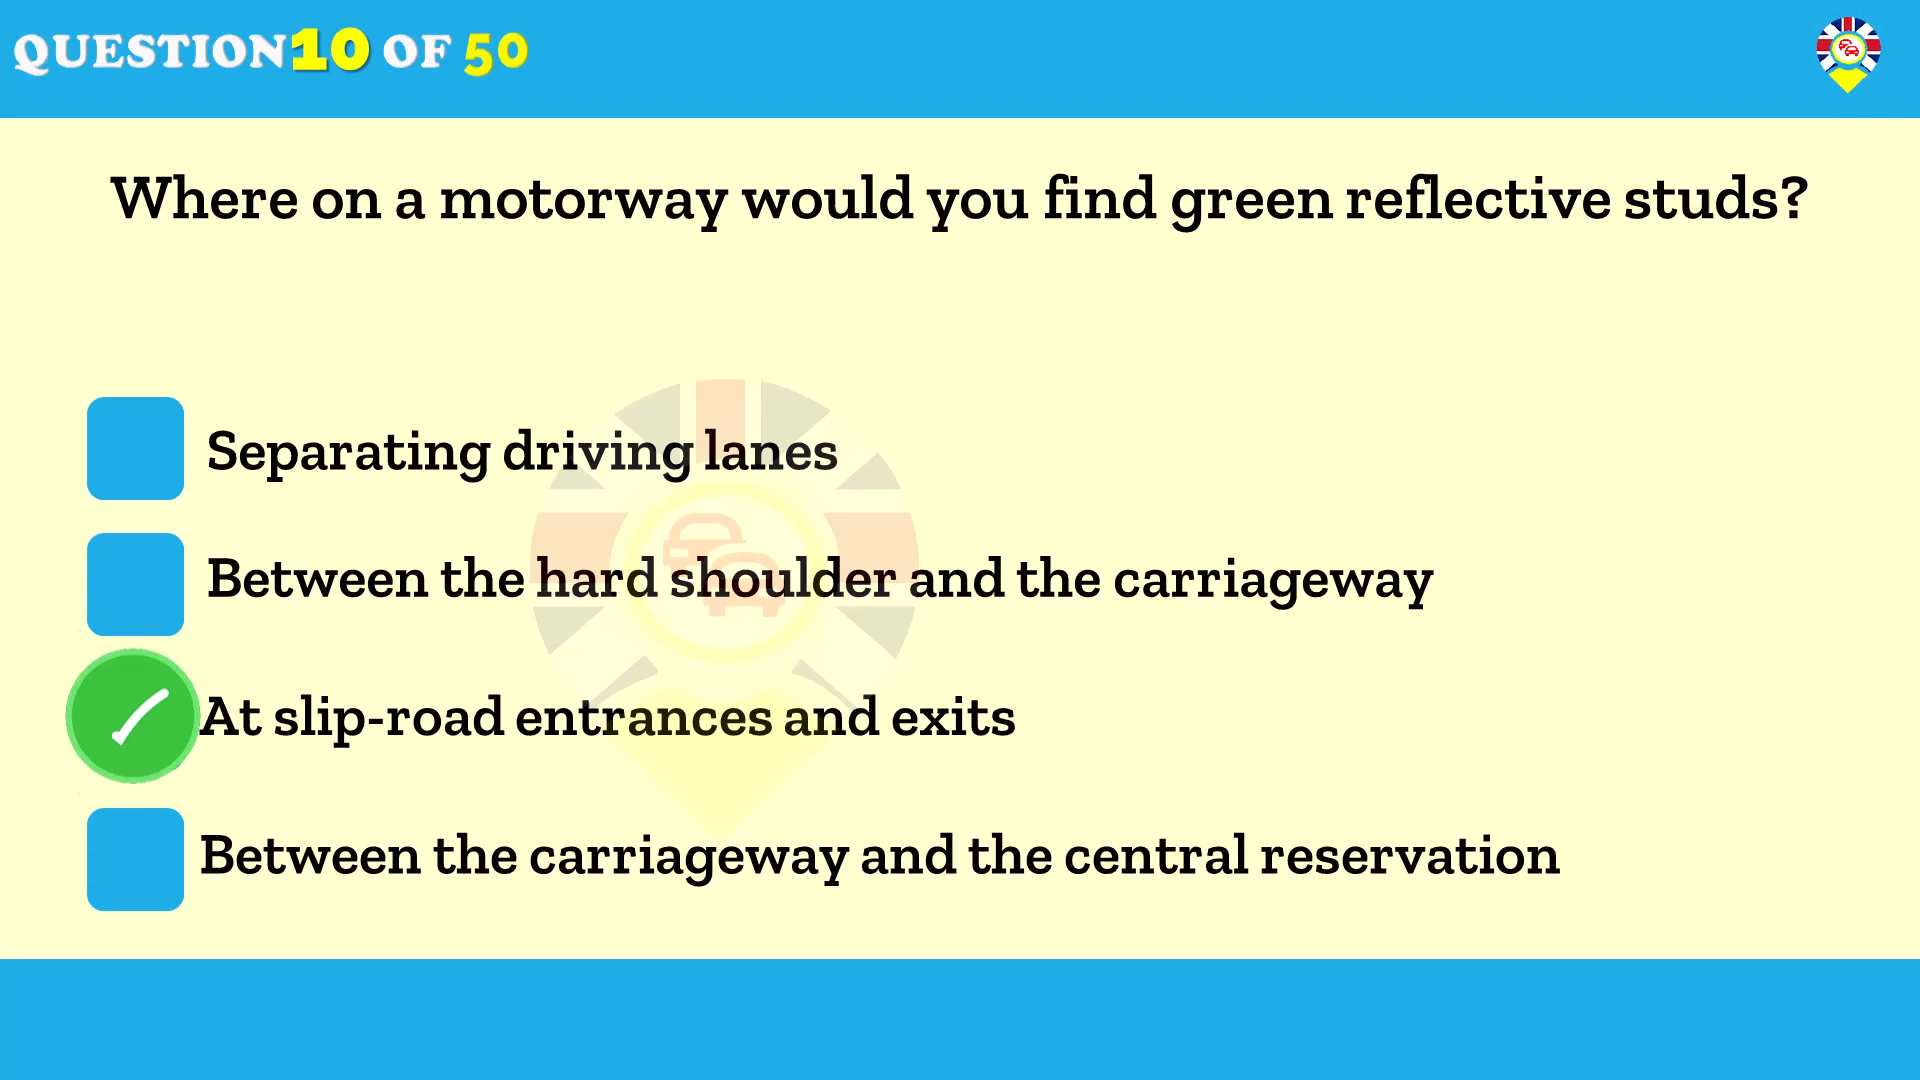 QUESTION 10 OF 50
Where on a motorway would you find green reflective studs?
Separating driving lanes
Between the hard shoulder and the carriageway
At slip-road entrances and exits
Between the carriageway and the central reservation